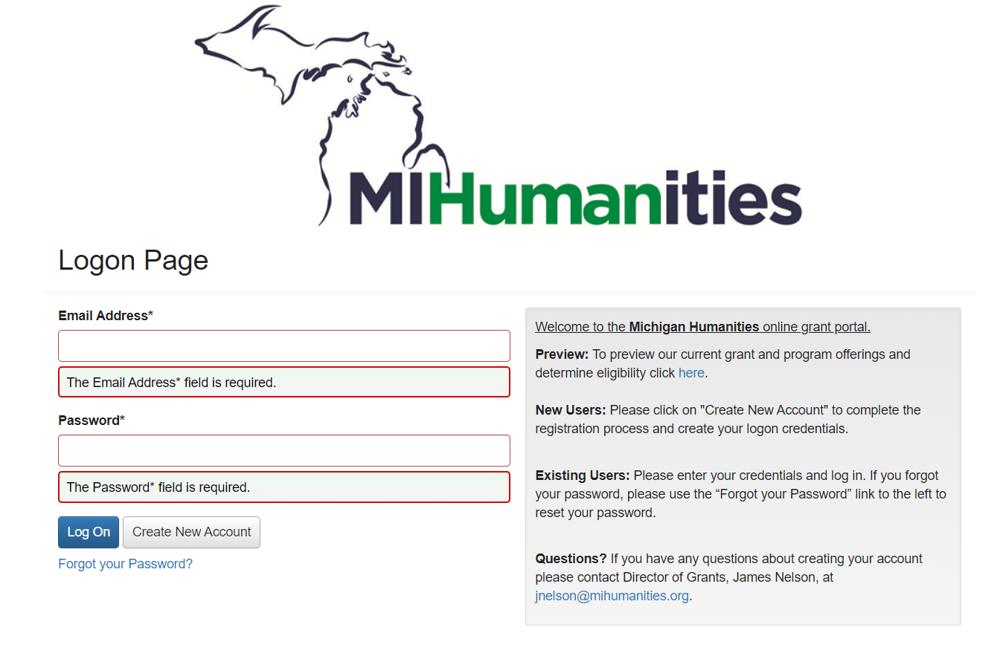 MIHumanities
Logon Page
Email Address*
The Email Address* field is required.
Password*
The Password* field is required.
Log On
Create New Account
Forgot your Password?
Welcome to the Michigan Humanities online grant portal.
Preview: To preview our current grant and program offerings and
determine eligibility click here.
New Users: Please click on "Create New Account" to complete the
registration process and create your logon credentials.
Existing Users: Please enter your credentials and log in. If you forgot
your password, please use the “Forgot your Password” link to the left to
reset your password.
Questions? If you have any questions about creating your account
please contact Director of Grants, James Nelson, at
jnelson@mihumanities.org.